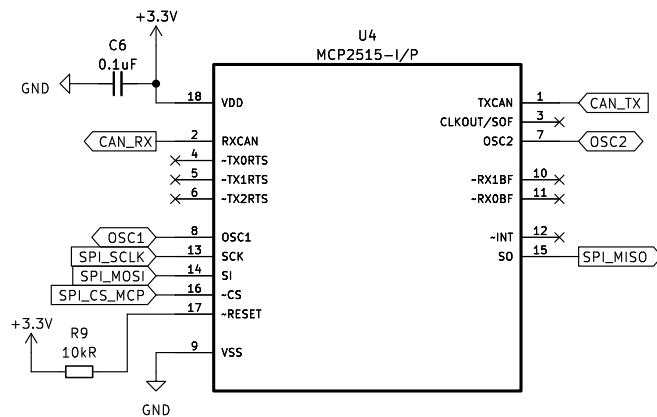 +3.3V
C6
0.1uF
GND
U4
MCP2515-I/P
18 VDD
TXCAN 1 CAN_TX
CLKOUT/SOF 3
CAN_RX 2 RXCAN
OSC2 7 OSC2
4 ~TX0RTS
5 ~TX1RTS
~RX1BF 10
6 ~TX2RTS
~RX0BF 11
OSC1 8 OSC1
~INT 12
SPI_SCLK 13 SCK
SO 15 SPI_MISO
SPI_MOSI 14 SI
SPI_CS_MCP 16 ~CS
17 ~RESET
+3.3V
R9
10kR
9 VSS
GND